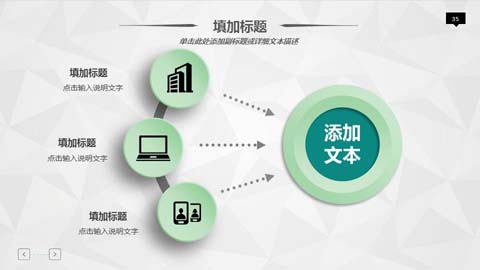 填加标题
35
单击此处添加副标题或详细文本描述
填加标题
点击输入说明文字
填加标题
点击输入说明文字
填加标题
点击输入说明文字
添加
文本